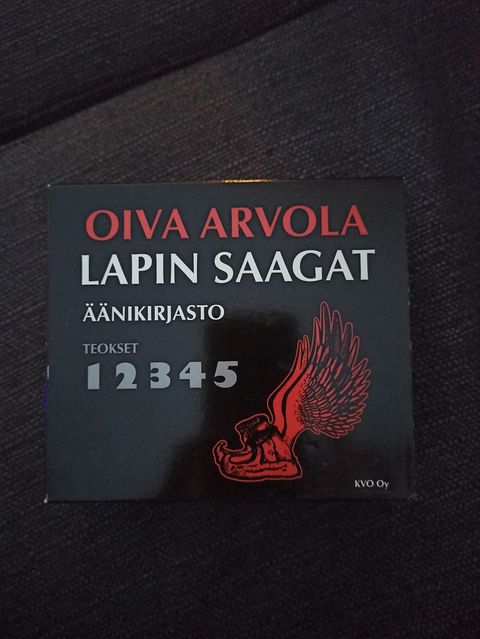 OIVA ARVOLA
LAPIN SAAGAT
ÄÄNIKIRJASTO
TEOKSET
1 2 3 4 5
KVO Oy